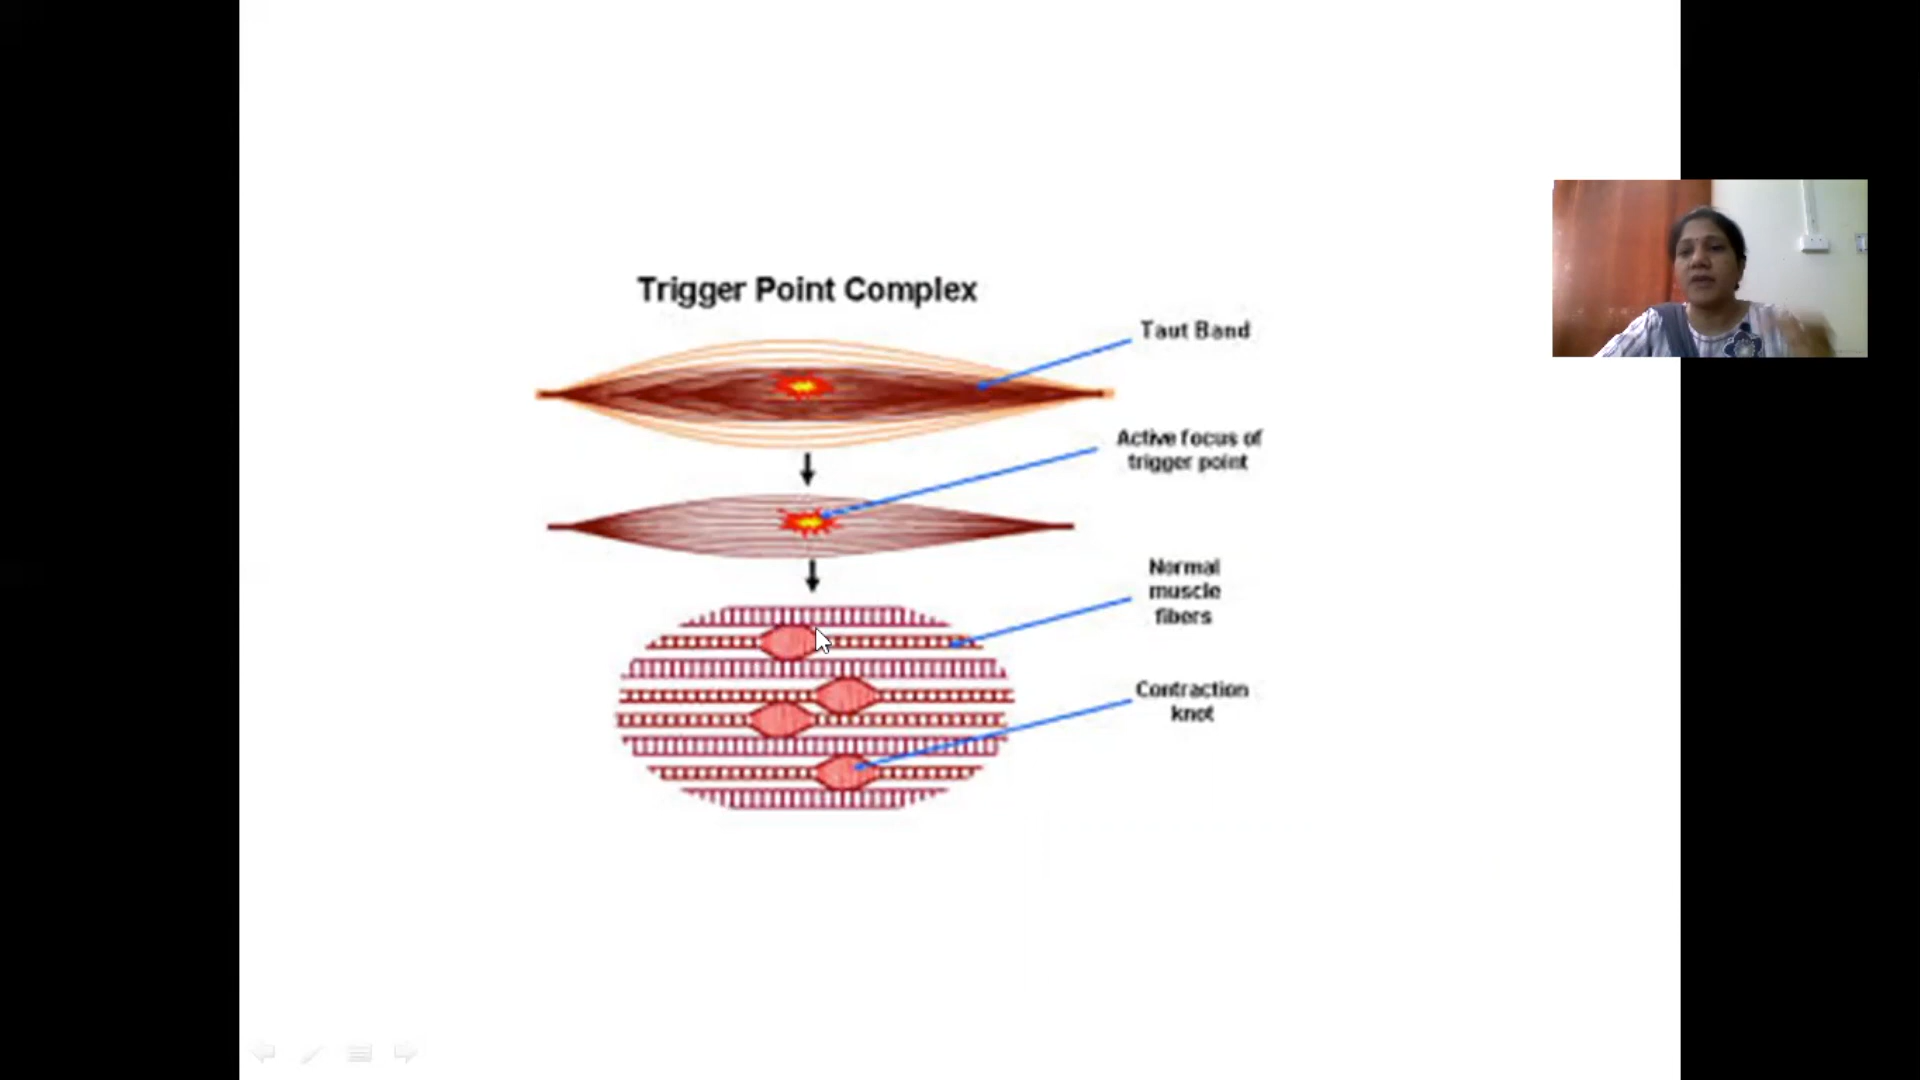 Trigger Point Complex
Taut Band
Active focus of
trigger point
Normal
muscle
fibers
Contraction
knot